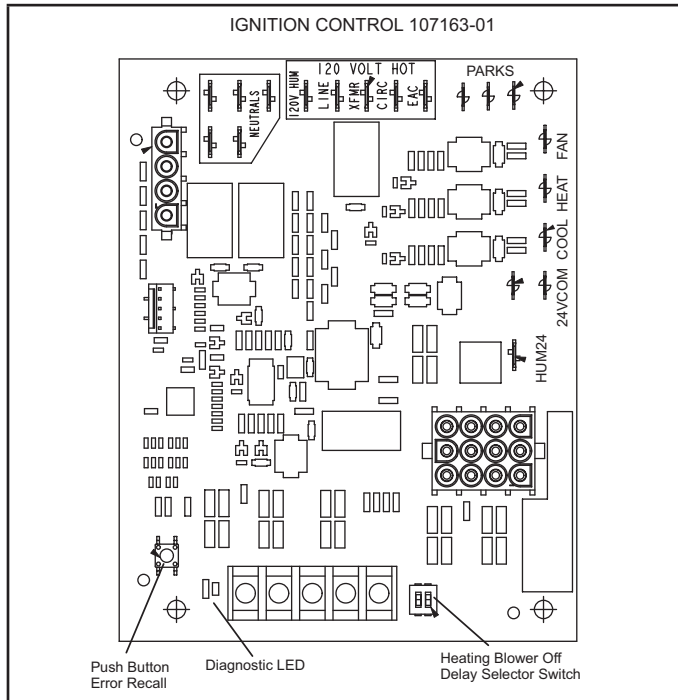 IGNITION CONTROL 107163-01
120 VOLT HOT
PARKS
NEUTRALS
120V HUM
LINE
XFMR
CIRC
EAC
FAN
HEAT
COOL
24VCOM
HUM24
Push Button
Error Recall
Diagnostic LED
Heating Blower Off
Delay Selector Switch